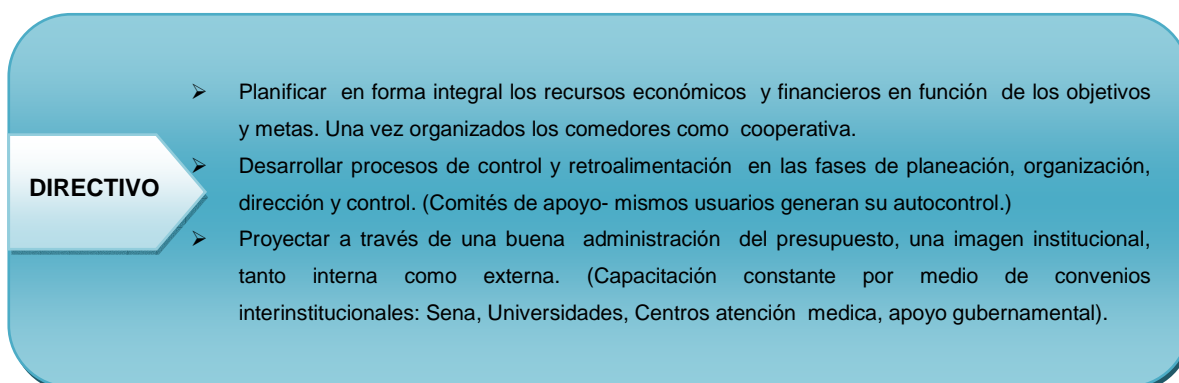 Planificar en forma integral los recursos económicos y financieros en función de los objetivos
y metas. Una vez organizados los comedores como cooperativa.
DIRECTIVO
Desarrollar procesos de control y retroalimentación en las fases de planeación, organización,
dirección y control. (Comités de apoyo- mismos usuarios generan su autocontrol.)
Proyectar a través de una buena administración del presupuesto, una imagen institucional,
tanto interna como externa. (Capacitación constante por medio de convenios
interinstitucionales: Sena, Universidades, Centros atención medica, apoyo gubernamental).